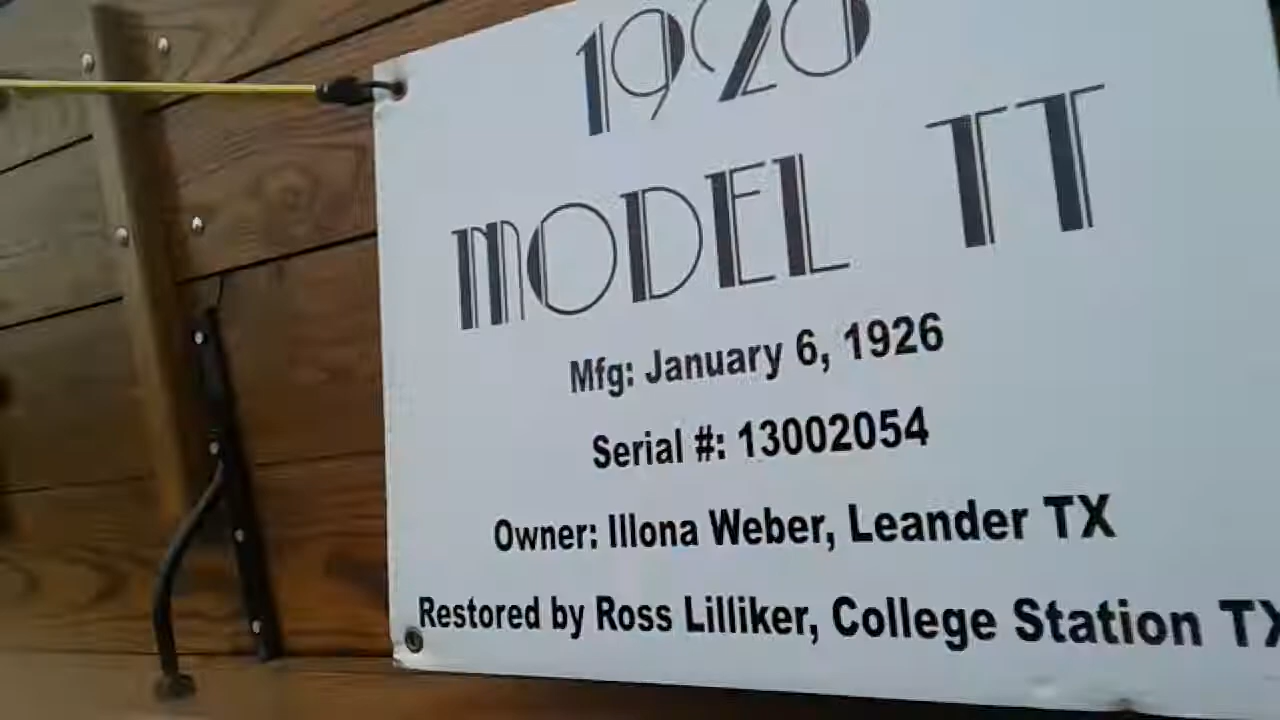 1926
MODEL TT
Mfg: January 6, 1926
Serial #: 13002054
Owner: Illona Weber, Leander TX
Restored by Ross Lilliker, College Station TX